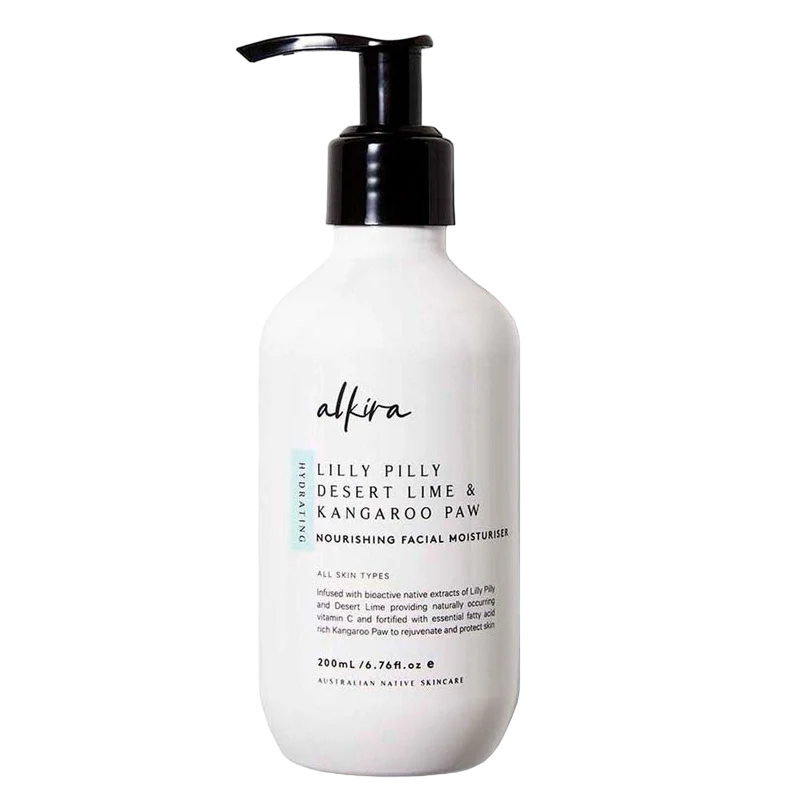 alkira
HYDRATING
LILLY PILLY
DESERT LIME &
KANGAROO PAW
NOURISHING FACIAL MOISTURISER
ALL SKIN TYPES
Infused with bioactive native extracts of Lilly Pilly
and Desert Lime providing naturally occurring
vitamin C and fortified with essential fatty acid
rich Kangaroo Paw to rejuvenate and protect skin
200mL /6.76fl.oz e
AUSTRALIAN NATIVE SKINCARE